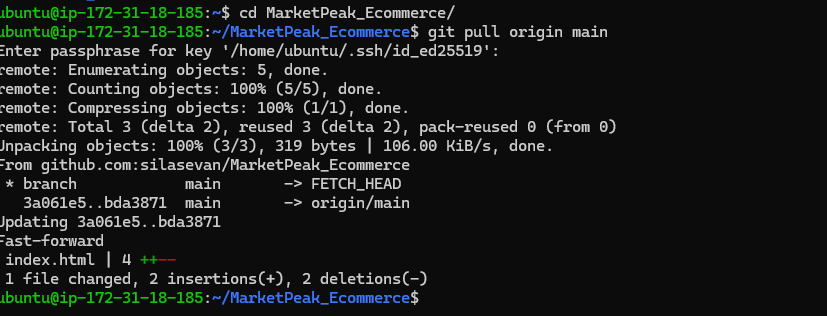 ubuntu@ip-172-31-18-185:~$ cd MarketPeak_Ecommerce/
ubuntu@ip-172-31-18-185:~/MarketPeak_Ecommerce$ git pull origin main
Enter passphrase for key '/home/ubuntu/.ssh/id_ed25519':
remote: Enumerating objects: 5, done.
remote: Counting objects: 100% (5/5), done.
remote: Compressing objects: 100% (1/1), done.
remote: Total 3 (delta 2), reused 3 (delta 2), pack-reused 0 (from 0)
Unpacking objects: 100% (3/3), 319 bytes | 106.00 KiB/s, done.
From github.com:silasevan/MarketPeak_Ecommerce
 * branch            main       -> FETCH_HEAD
   3a061e5..bda3871  main       -> origin/main
Updating 3a061e5..bda3871
Fast-forward
 index.html | 4 ++--
 1 file changed, 2 insertions(+), 2 deletions(-)
ubuntu@ip-172-31-18-185:~/MarketPeak_Ecommerce$